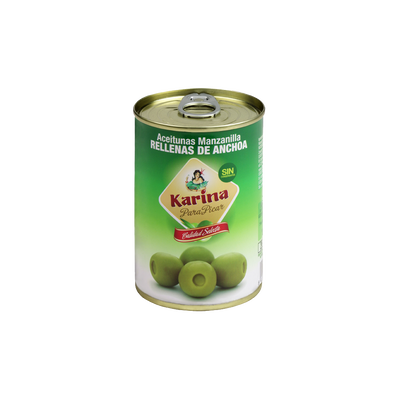 Aceitunas Manzanilla
RELLENAS DE ANCHOA
SIN
Karina
Para Picar
Calidad Selecta